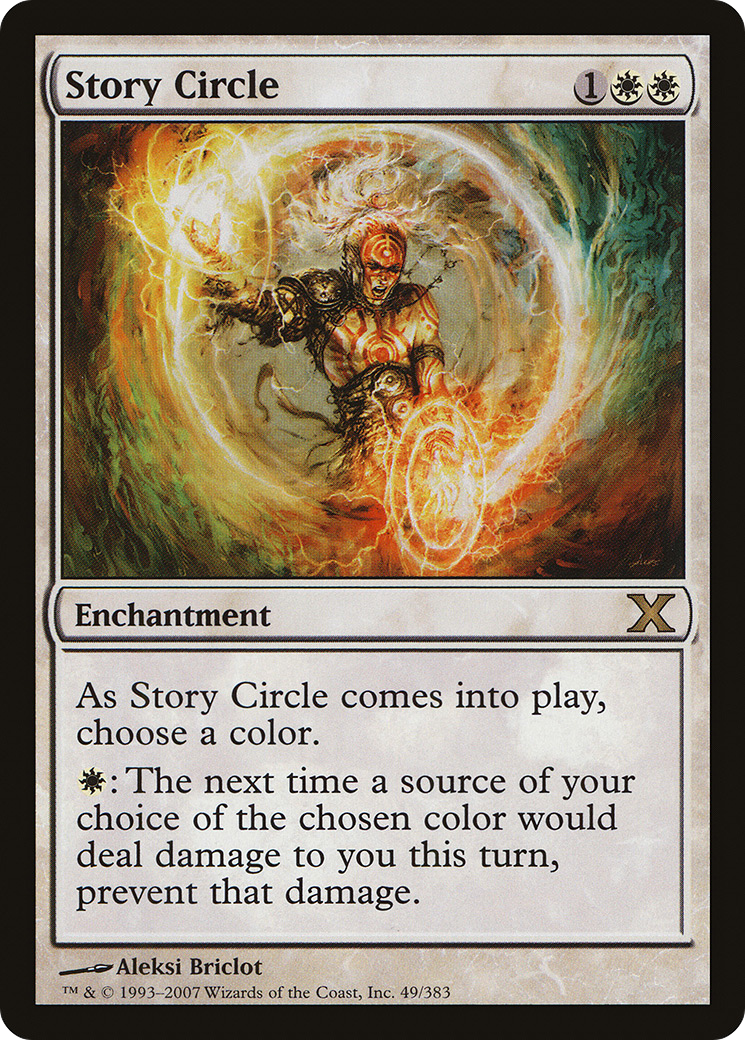 Story Circle 1
Enchantment X
As Story Circle comes into play,
choose a color.
: The next time a source of your
choice of the chosen color would
deal damage to you this turn,
prevent that damage.
Aleksi Briclot
™ & © 1993–2007 Wizards of the Coast, Inc. 49/383